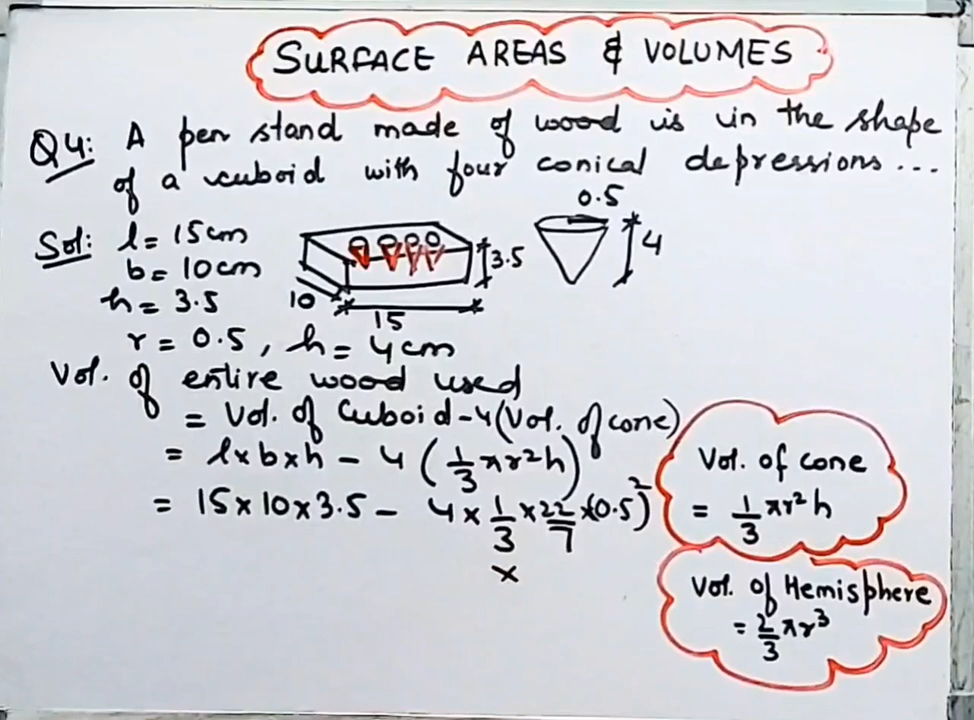 SURFACE AREAS & VOLUMES
Q4: A pen stand made of wood is in the shape
of a cuboid with four conical depressions...
Sol: l = 15cm
b = 10cm
h = 3.5
r = 0.5, h = 4cm
3.5
10
15
0.5
4
Vol. of entire wood used
= Vol. of Cuboid - 4(Vol. of cone)
= l×b×h - 4(1/3 πr²h)
= 15×10×3.5 - 4×1/3×22/7×(0.5)²
×
Vol. of cone
= 1/3 πr²h
Vol. of Hemisphere
= 2/3 πr³